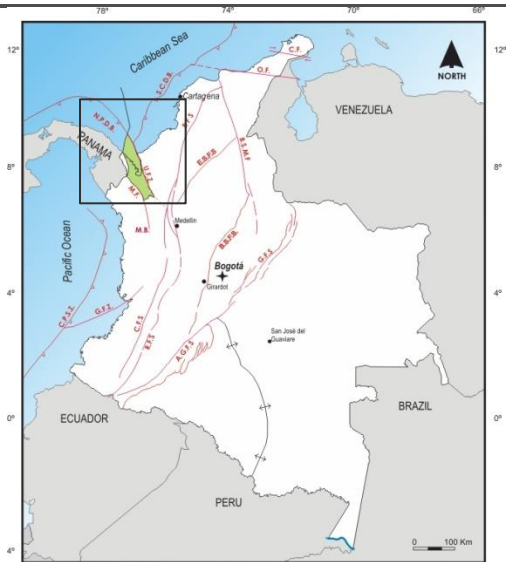 78°
74°
70°
66°
12°
12°
Caribbean Sea
S.C.D.B.
C.F.
O.F.
NORTH
Cartagena
VENEZUELA
N.P.D.B.
PANAMA
B.S.M.F.
8°
8°
U.F.Z.
E.B.F.B
M.F.
M.B.
Medellin
Pacific Ocean
B.B.F.B.
G.F.S
Bogotá
Girardot
4°
4°
C.P.S.Z.
G.F.Z.
C.F.S
R.F.S
A.G.F.S
San José del
Guaviare
0°
0°
ECUADOR
BRAZIL
PERU
4°
0 100 Km